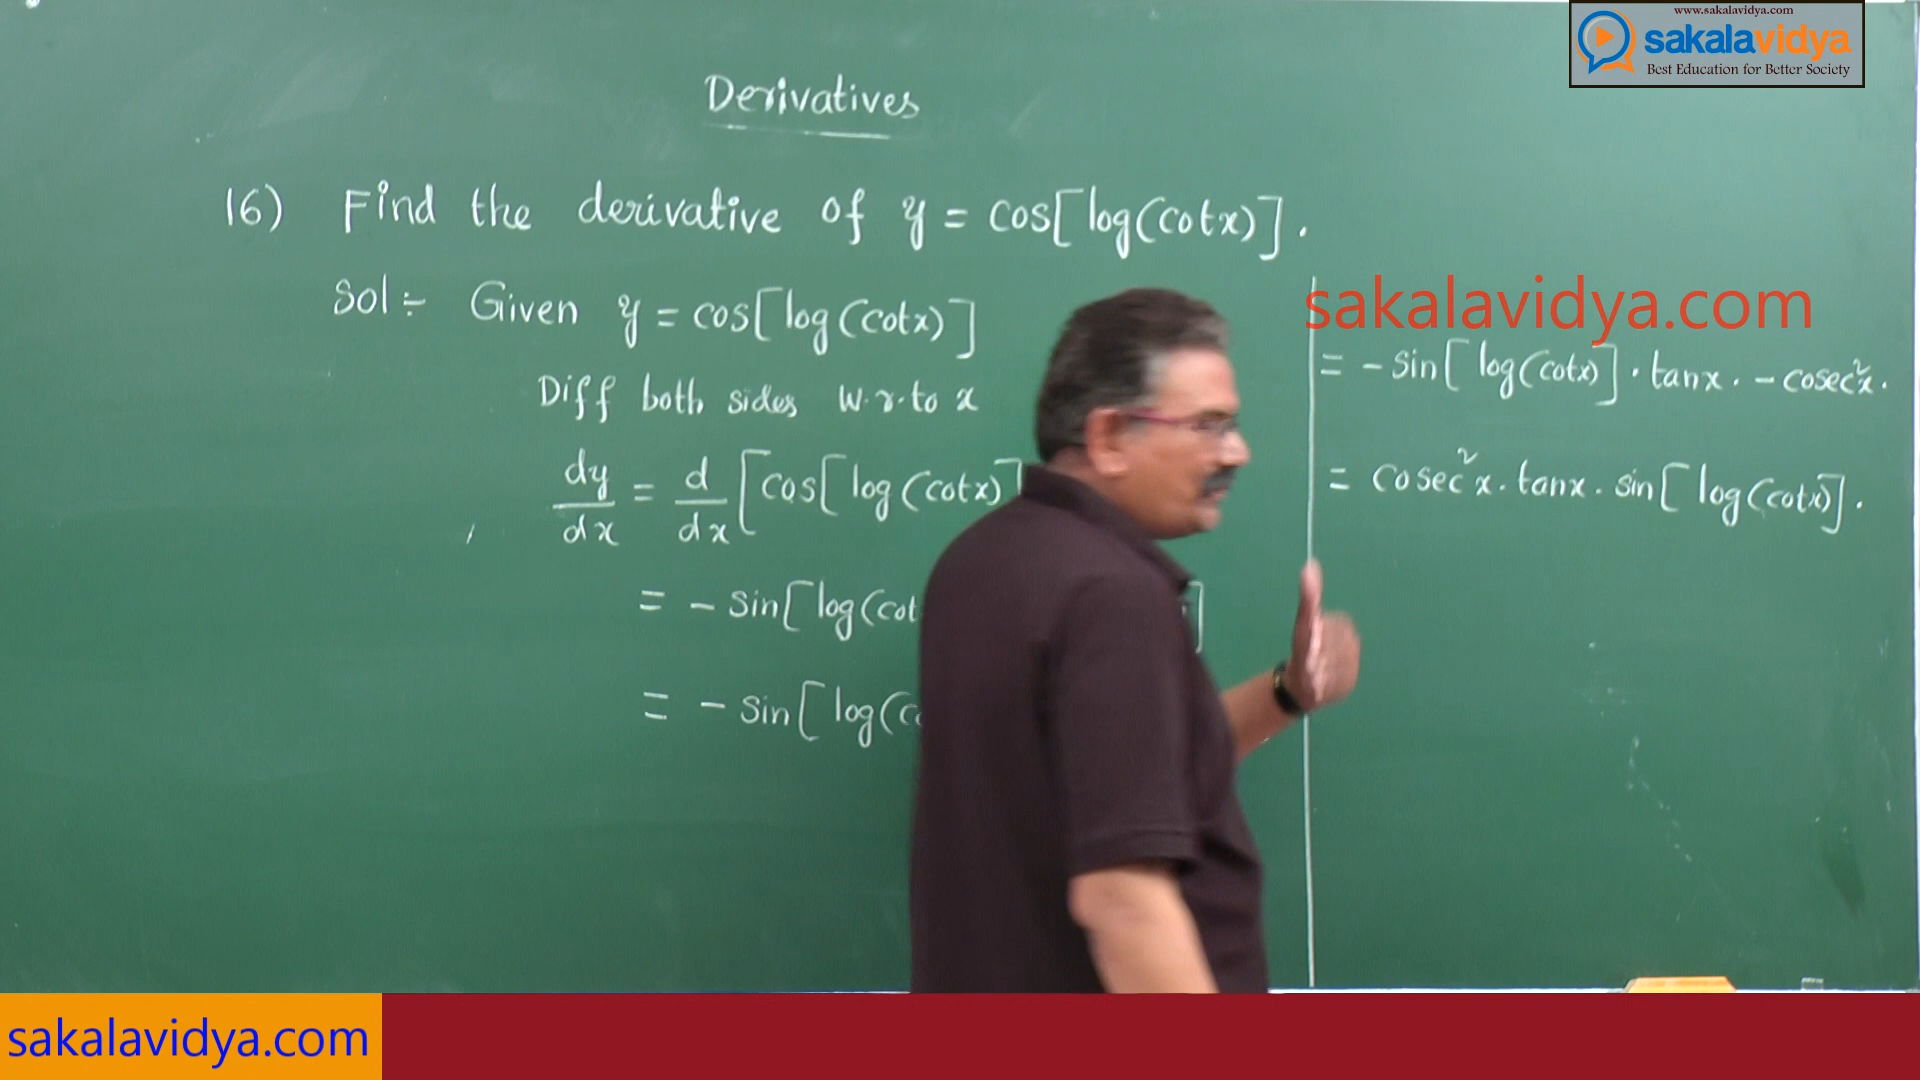 www.sakalavidya.com
sakalavidya
Best Education for Better Society
Derivatives
16) Find the derivative of y = cos[log(cotx)].
Sol:- Given y = cos[log(cotx)]
Diff both sides w.r.to x
dy/dx = d/dx [cos[log(cotx)]
= - sin[log(cot
= - sin[log(c
sakalavidya.com
= - sin[log(cotx)] . tanx . - cosec²x .
= cosec²x . tanx . sin[log(cotx)] .
sakalavidya.com